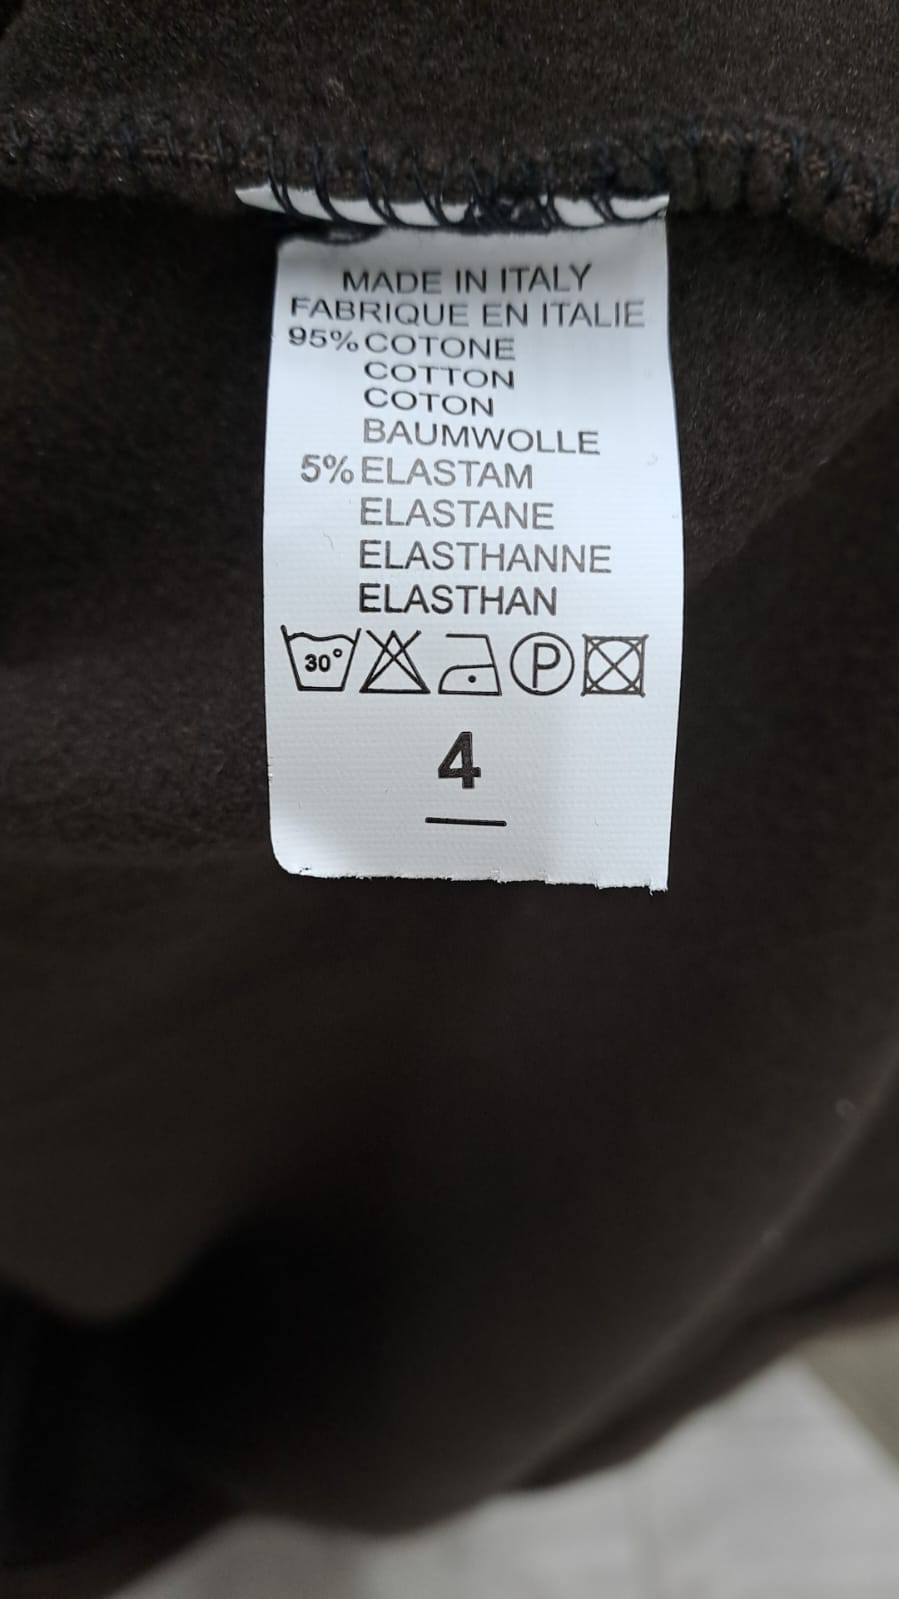 MADE IN ITALY
FABRIQUE EN ITALIE
95% COTONE
COTTON
COTON
BAUMWOLLE
5% ELASTAM
ELASTANE
ELASTHANNE
ELASTHAN
30° P
4